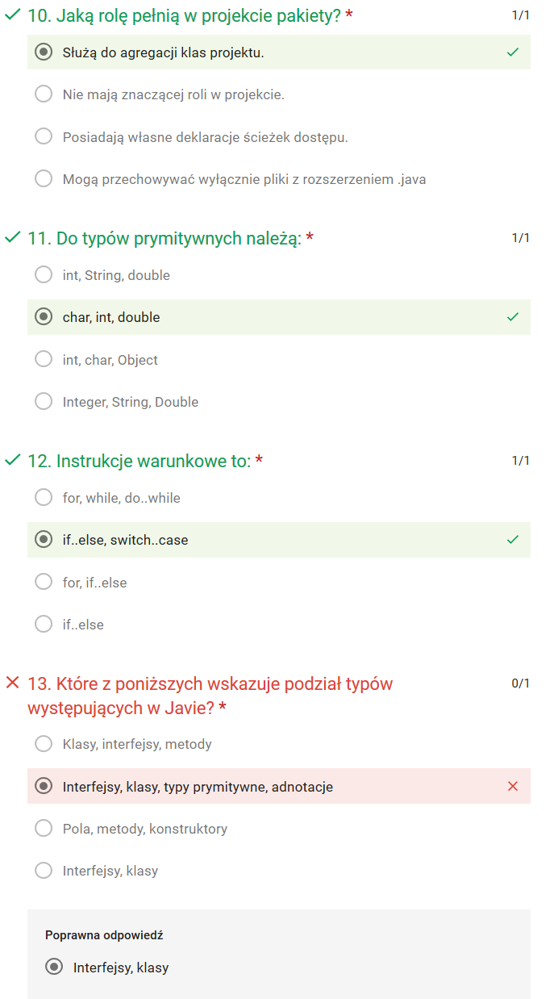 10. Jaką rolę pełnią w projekcie pakiety? *
1/1
Służą do agregacji klas projektu.
Nie mają znaczącej roli w projekcie.
Posiadają własne deklaracje ścieżek dostępu.
Mogą przechowywać wyłącznie pliki z rozszerzeniem .java
11. Do typów prymitywnych należą: *
1/1
int, String, double
char, int, double
int, char, Object
Integer, String, Double
12. Instrukcje warunkowe to: *
1/1
for, while, do..while
if..else, switch..case
for, if..else
if..else
13. Które z poniższych wskazuje podział typów
0/1
występujących w Javie? *
Klasy, interfejsy, metody
Interfejsy, klasy, typy prymitywne, adnotacje
Pola, metody, konstruktory
Interfejsy, klasy
Poprawna odpowiedź
Interfejsy, klasy